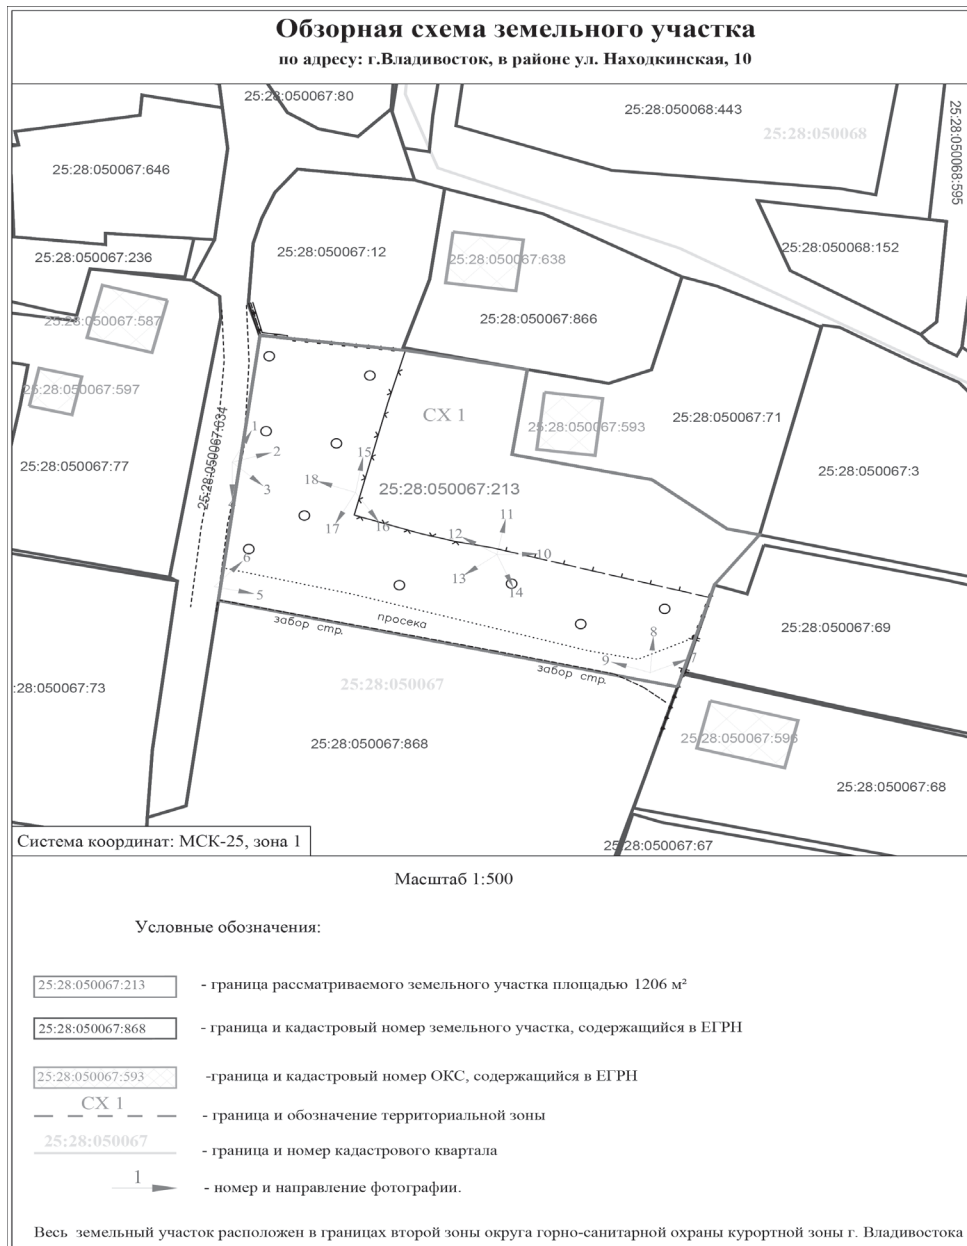 Обзорная схема земельного участка
по адресу: г.Владивосток, в районе ул. Находкинская, 10
25:28:050067:80
25:28:050068:443
25:28:050068
25:28:050068:595
25:28:050067:646
25:28:050067:236
25:28:050067:12
25:28:050067:638
25:28:050068:152
25:28:050067:587
25:28:050067:866
25:28:050067:597
СХ 1
25:28:050067:593
25:28:050067:71
25:28:050067:634
25:28:050067:77
25:28:050067:3
1
2
3
4
15
18
25:28:050067:213
17
16
11
12
10
13
14
6
5
забор стр.
просека
забор стр.
8
9
7
25:28:050067:69
:28:050067:73
25:28:050067
25:28:050067:868
25:28:050067:596
25:28:050067:68
25:28:050067:67
Система координат: МСК-25, зона 1
Масштаб 1:500
Условные обозначения:
25:28:050067:213 - граница рассматриваемого земельного участка площадью 1206 м²
25:28:050067:868 - граница и кадастровый номер земельного участка, содержащийся в ЕГРН
25:28:050067:593 -граница и кадастровый номер ОКС, содержащийся в ЕГРН
СХ 1 - граница и обозначение территориальной зоны
25:28:050067 - граница и номер кадастрового квартала
1 - номер и направление фотографии.
Весь земельный участок расположен в границах второй зоны округа горно-санитарной охраны курортной зоны г. Владивостока